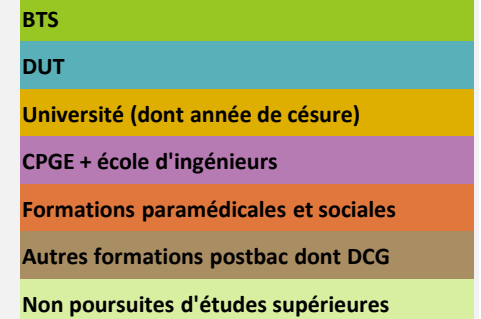 BTS
DUT
Université (dont année de césure)
CPGE + école d'ingénieurs
Formations paramédicales et sociales
Autres formations postbac dont DCG
Non poursuites d'études supérieures